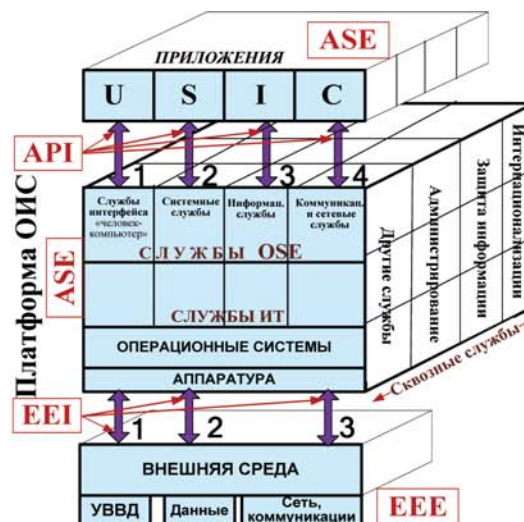 ASE
ПРИЛОЖЕНИЯ
U S I C
API
1 2 3 4
Службы интерфейса «человек-компьютер»
Системные службы
Информац. службы
Коммуникац. и сетевые службы
СЛУЖБЫ OSE
СЛУЖБЫ ИТ
ОПЕРАЦИОННЫЕ СИСТЕМЫ
АППАРАТУРА
Платформа ОИС
ASE
Другие службы
Администрирование
Защита информации
Интернационализации
Сквозные службы
EEI
1 2 3
ВНЕШНЯЯ СРЕДА
УВВД
Данные
Сеть, коммуникации
EEE